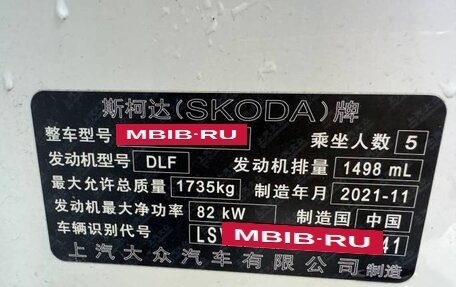 斯柯达(SKODA)牌
整车型号 MBIB-RU 乘坐人数 5
发动机型号 DLF 发动机排量 1498 mL
最大允许总质量 1735kg 制造年月 2021-11
发动机最大净功率 82 kW 制造国 中国
车辆识别代号 LSV MBIB-RU 41
上汽大众汽车有限公司 制造